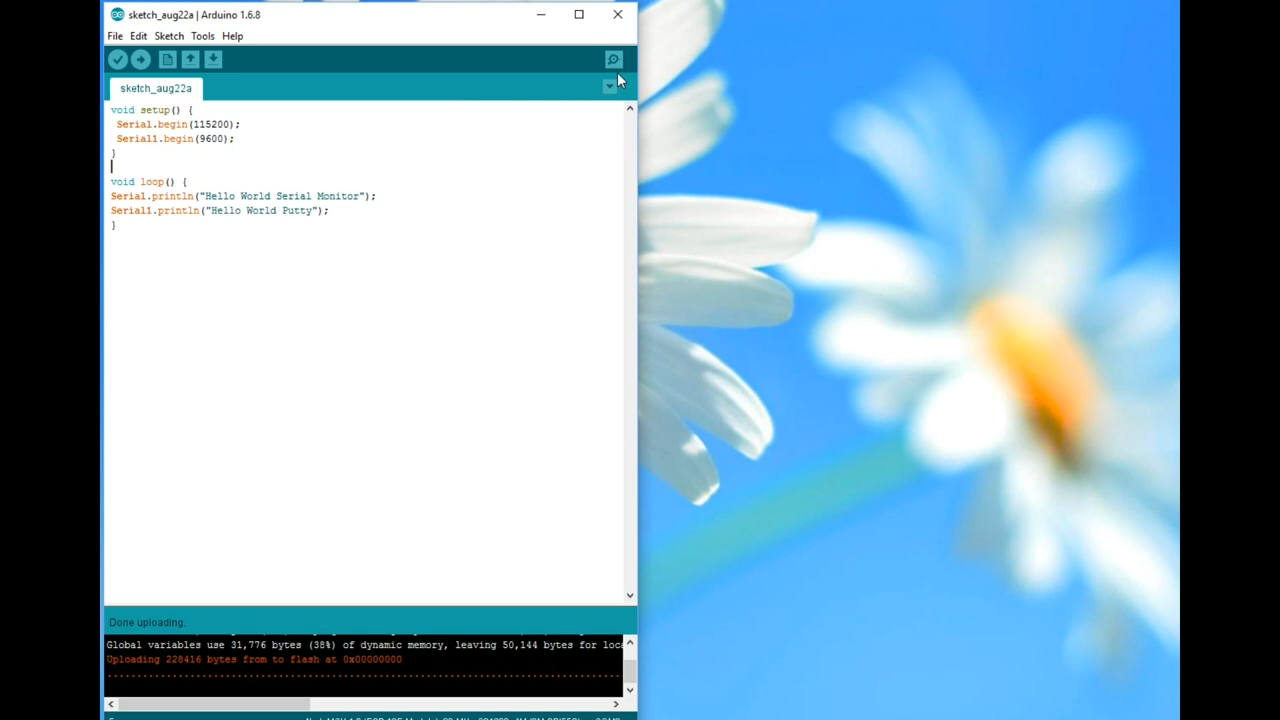 sketch_aug22a | Arduino 1.6.8
File Edit Sketch Tools Help
sketch_aug22a
void setup() {
Serial.begin(115200);
Serial1.begin(9600);
}
void loop() {
Serial.println("Hello World Serial Monitor");
Serial1.println("Hello World Putty");
}
Done uploading.
Global variables use 31,776 bytes (38%) of dynamic memory, leaving 50,144 bytes for loc
Uploading 228416 bytes from to flash at 0x00000000
................................................................................